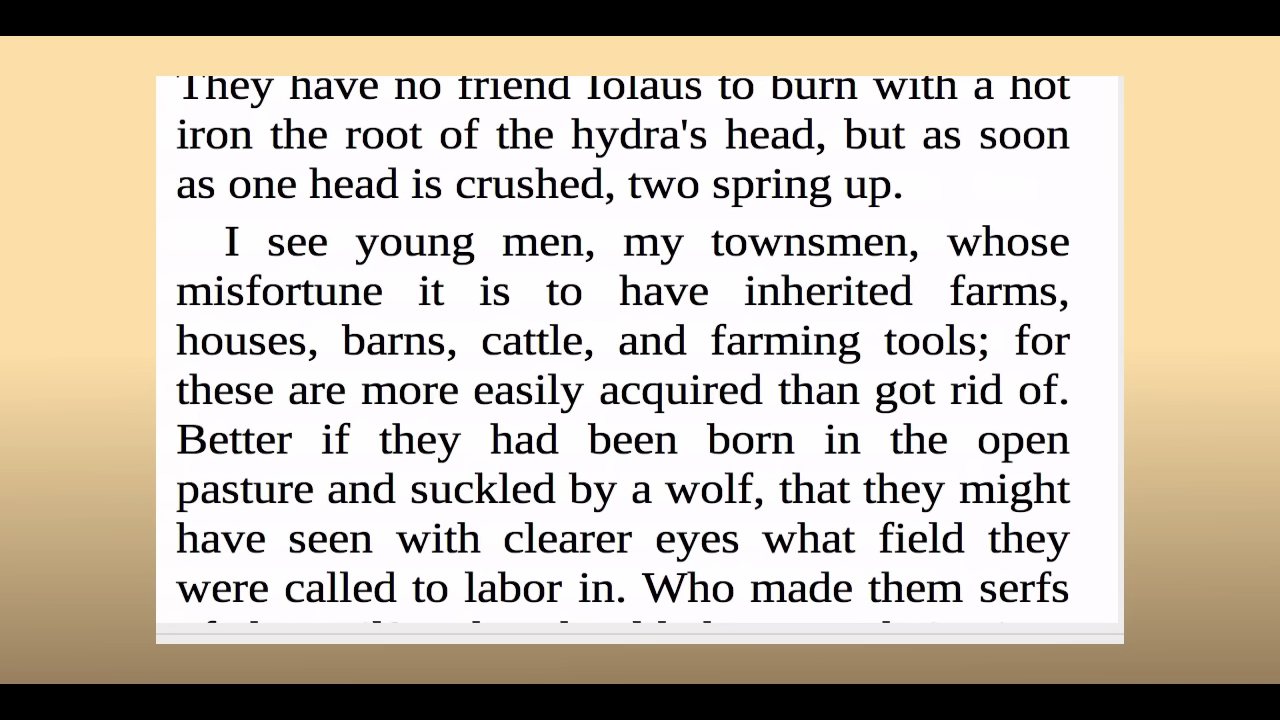 They have no friend Iolaus to burn with a hot
iron the root of the hydra's head, but as soon
as one head is crushed, two spring up.
I see young men, my townsmen, whose
misfortune it is to have inherited farms,
houses, barns, cattle, and farming tools; for
these are more easily acquired than got rid of.
Better if they had been born in the open
pasture and suckled by a wolf, that they might
have seen with clearer eyes what field they
were called to labor in. Who made them serfs